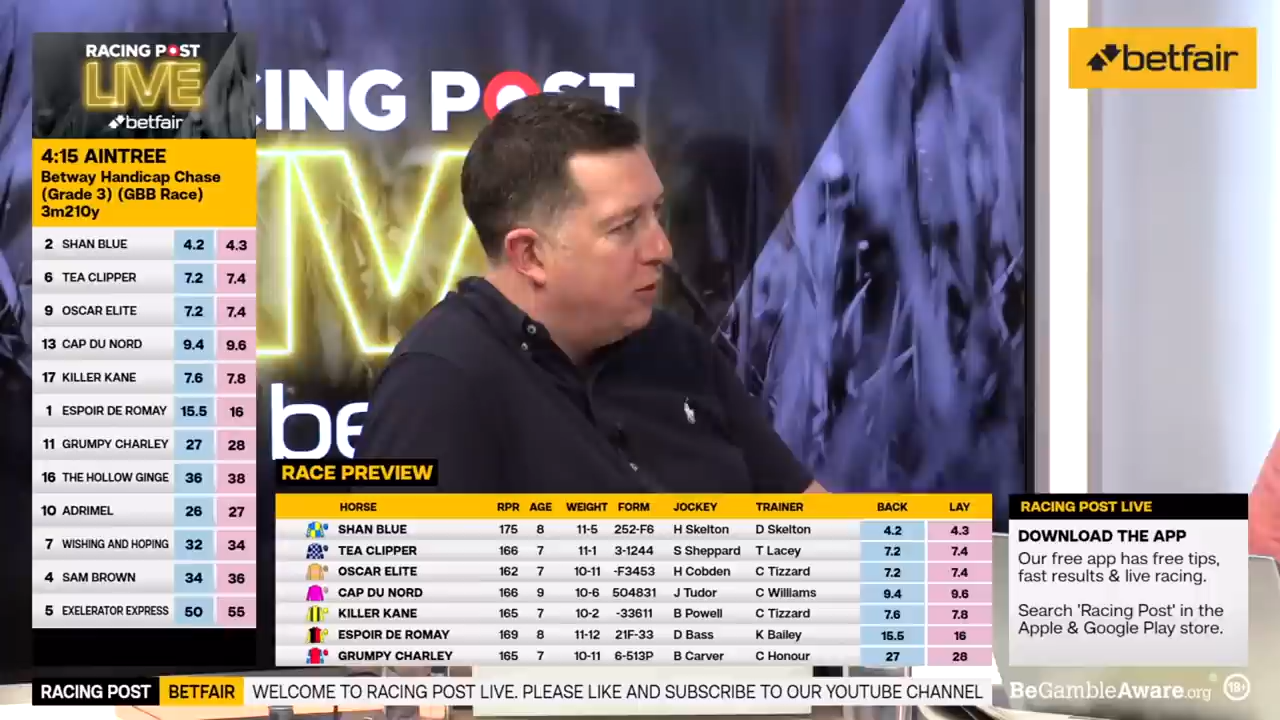 RACING POST
LIVE
betfair
4:15 AINTREE
Betway Handicap Chase
(Grade 3) (GBB Race)
3m210y
2 SHAN BLUE 4.2 4.3
6 TEA CLIPPER 7.2 7.4
9 OSCAR ELITE 7.2 7.4
13 CAP DU NORD 9.4 9.6
17 KILLER KANE 7.6 7.8
1 ESPOIR DE ROMAY 15.5 16
11 GRUMPY CHARLEY 27 28
16 THE HOLLOW GINGE 36 38
10 ADRIMEL 26 27
7 WISHING AND HOPING 32 34
4 SAM BROWN 34 36
5 EXELERATOR EXPRESS 50 55
CING POST
IV
be
betfair
RACE PREVIEW
HORSE RPR AGE WEIGHT FORM JOCKEY TRAINER BACK LAY
SHAN BLUE 175 8 11-5 252-F6 H Skelton D Skelton 4.2 4.3
TEA CLIPPER 166 7 11-1 3-1244 S Sheppard T Lacey 7.2 7.4
OSCAR ELITE 162 7 10-11 -F3453 H Cobden C Tizzard 7.2 7.4
CAP DU NORD 166 9 10-6 504831 J Tudor C Williams 9.4 9.6
KILLER KANE 165 7 10-2 -33611 B Powell C Tizzard 7.6 7.8
ESPOIR DE ROMAY 169 8 11-12 21F-33 D Bass K Bailey 15.5 16
GRUMPY CHARLEY 165 7 10-11 6-513P B Carver C Honour 27 28
RACING POST LIVE
DOWNLOAD THE APP
Our free app has free tips,
fast results & live racing.
Search 'Racing Post' in the
Apple & Google Play store.
RACING POST BETFAIR WELCOME TO RACING POST LIVE. PLEASE LIKE AND SUBSCRIBE TO OUR YOUTUBE CHANNEL
BeGambleAware.org 18+